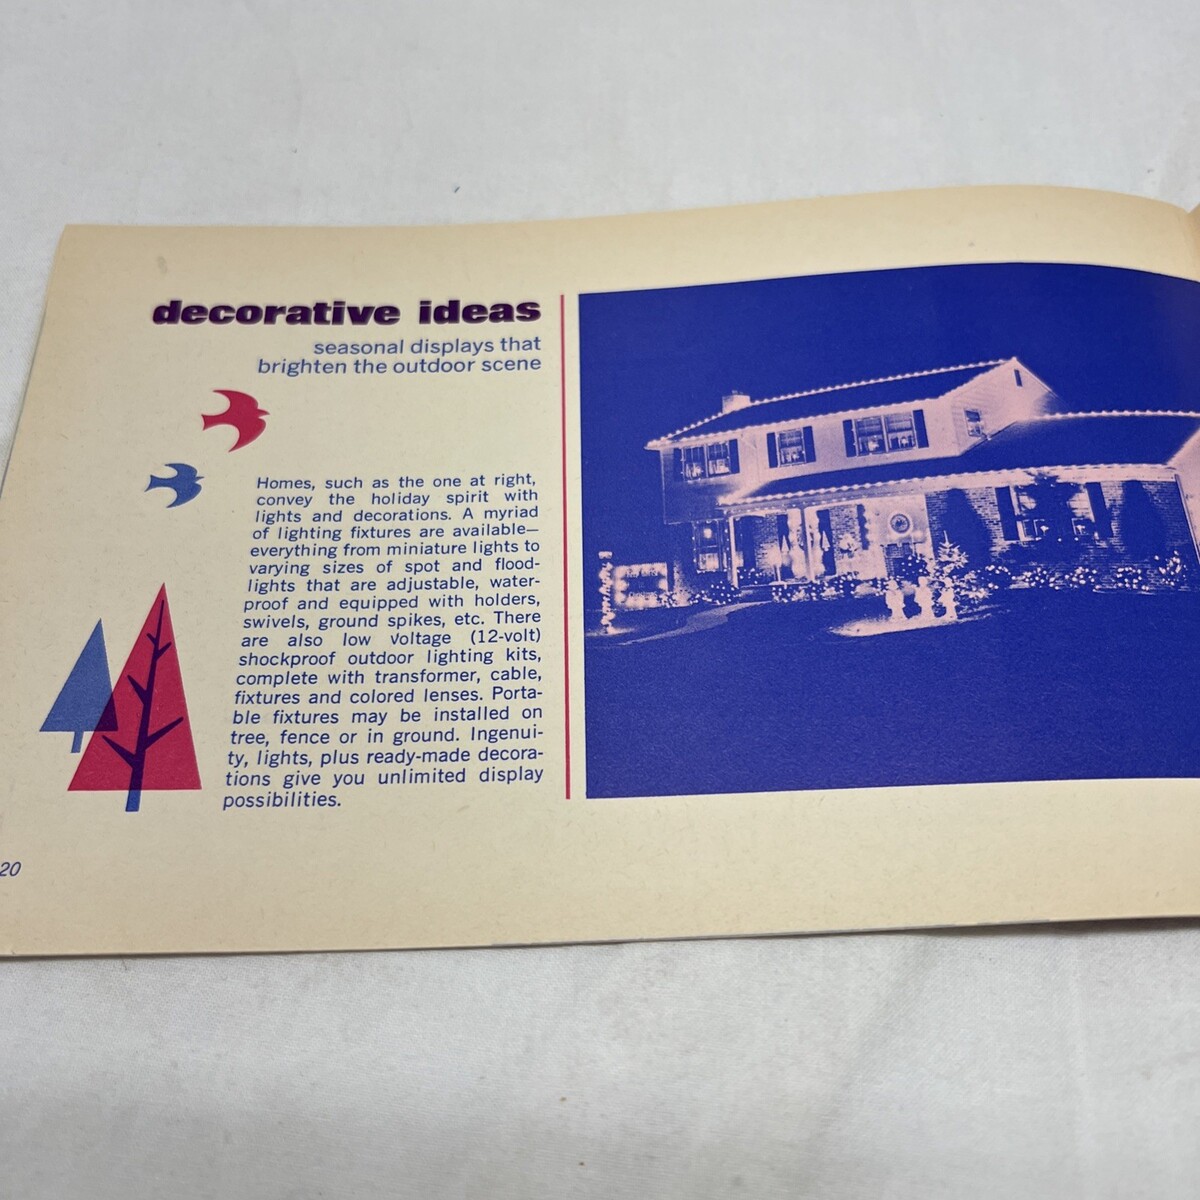 decorative ideas
seasonal displays that
brighten the outdoor scene
Homes, such as the one at right,
convey the holiday spirit with
lights and decorations. A myriad
of lighting fixtures are available—
everything from miniature lights to
varying sizes of spot and flood-
lights that are adjustable, water-
proof and equipped with holders,
swivels, ground spikes, etc. There
are also low voltage (12-volt)
shockproof outdoor lighting kits,
complete with transformer, cable,
fixtures and colored lenses. Porta-
ble fixtures may be installed on
tree, fence or in ground. Ingenui-
ty, lights, plus ready-made decora-
tions give you unlimited display
possibilities.
20